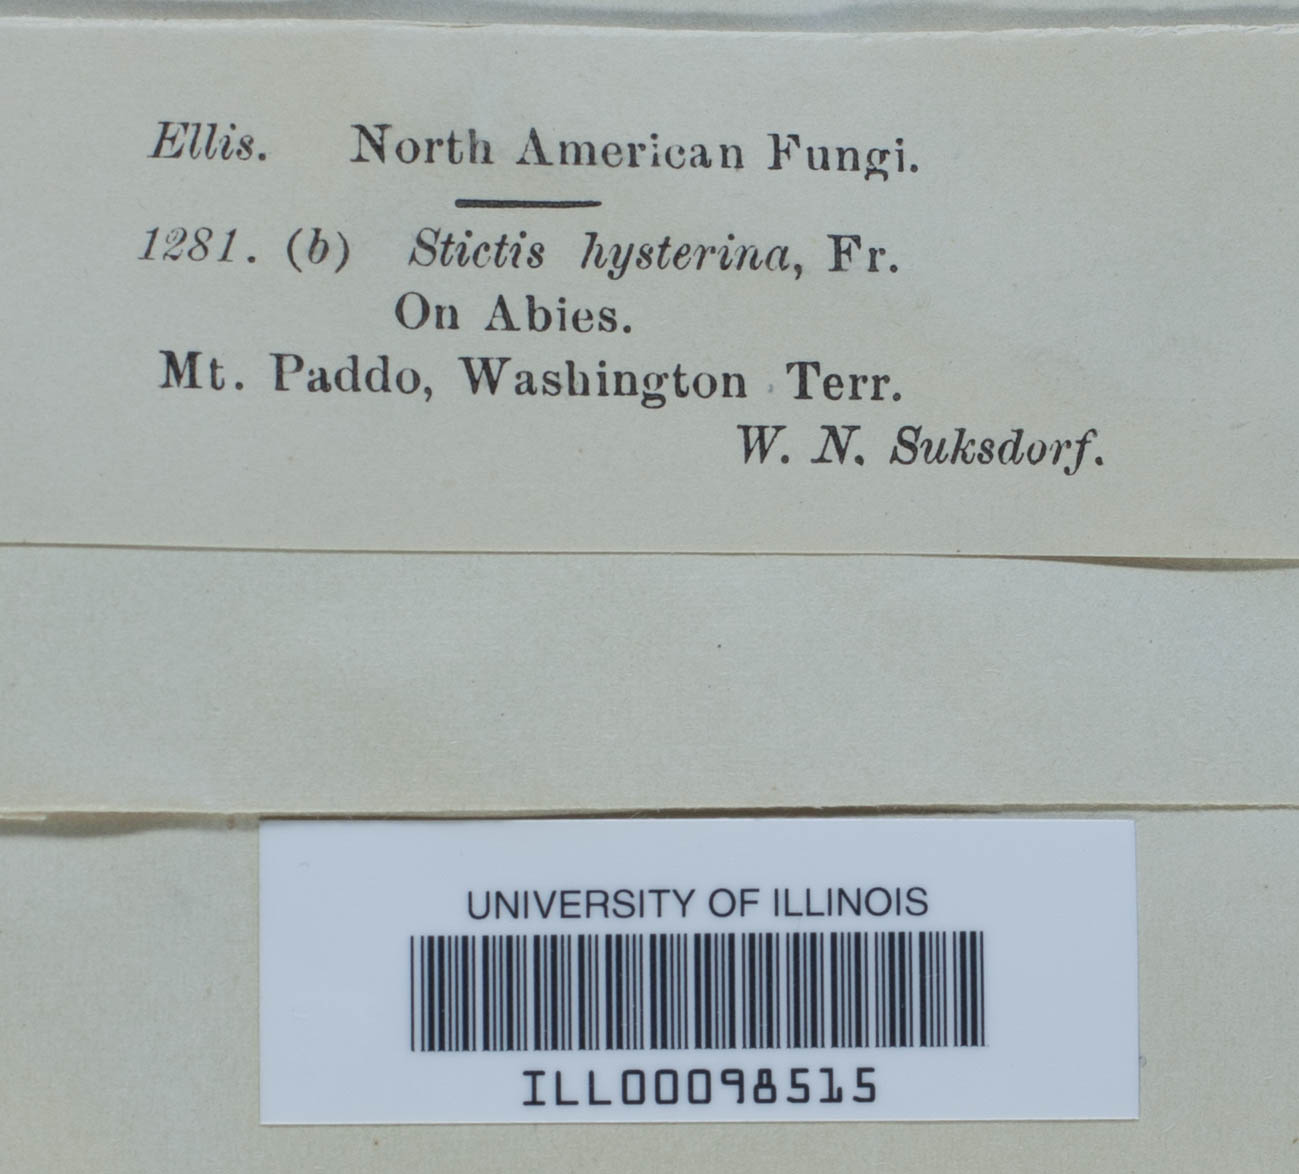 Ellis. North American Fungi.
1281. (b) Stictis hysterina, Fr.
On Abies.
Mt. Paddo, Washington Terr.
W. N. Suksdorf.
UNIVERSITY OF ILLINOIS
ILL00098515